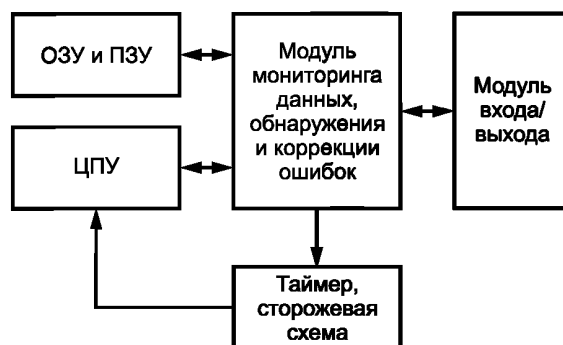 ОЗУ и ПЗУ
Модуль
мониторинга
данных,
обнаружения
и коррекции
ошибок
Модуль
входа/
выхода
ЦПУ
Таймер,
сторожевая
схема